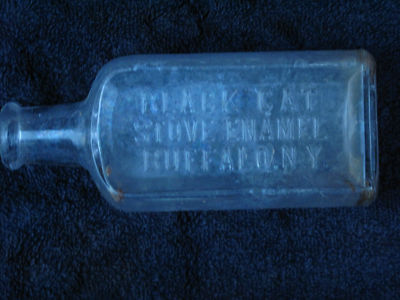 BLACK CAT
STOVE ENAMEL
BUFFALO.N.Y.